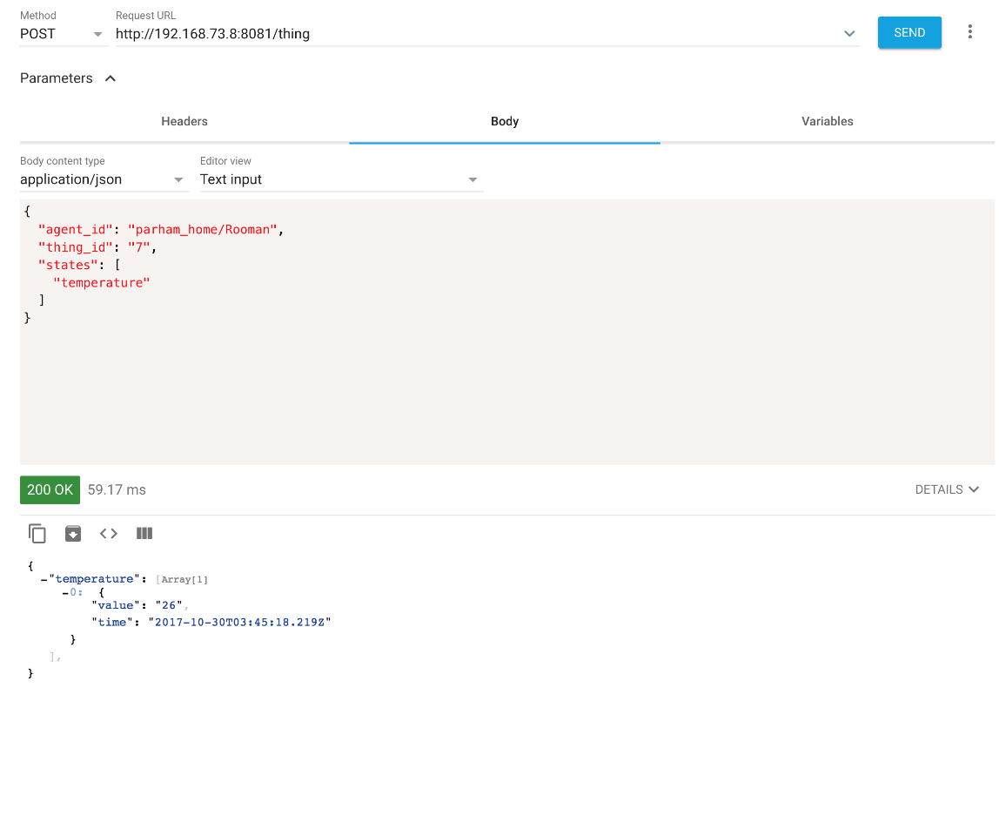 Method
Request URL
POST
http://192.168.73.8:8081/thing
SEND
Parameters
Headers
Body
Variables
Body content type
Editor view
application/json
Text input
{
"agent_id": "parham_home/Rooman",
"thing_id": "7",
"states": [
"temperature"
]
}
200 OK
59.17 ms
DETAILS
{
-"temperature": [Array[1]
-0: {
"value": "26",
"time": "2017-10-30T03:45:18.219Z"
}
],
}